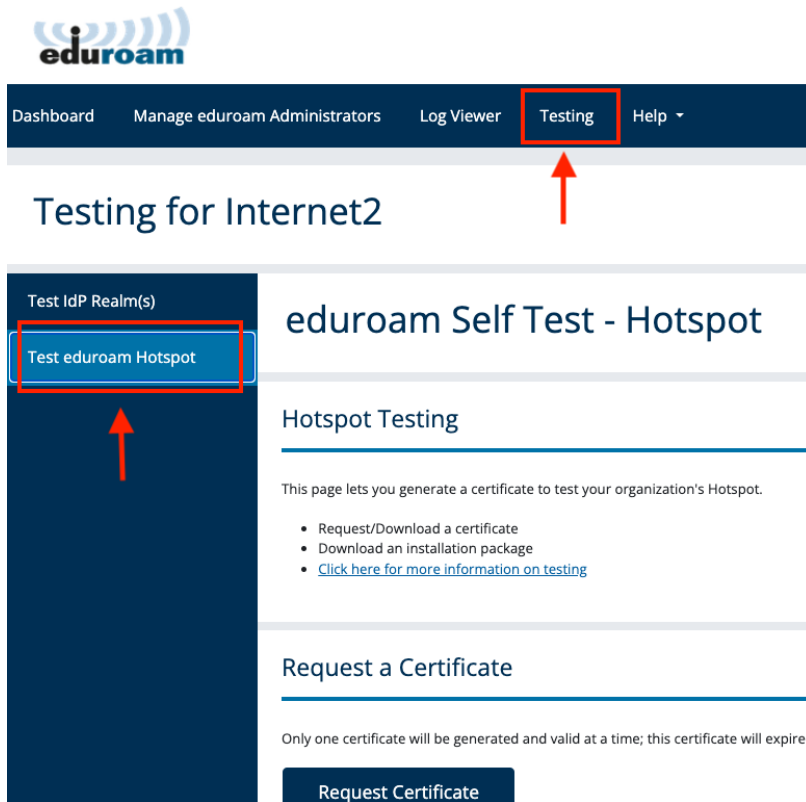 eduroam
Dashboard Manage eduroam Administrators Log Viewer Testing Help
Testing for Internet2
Test IdP Realm(s)
Test eduroam Hotspot
eduroam Self Test - Hotspot
Hotspot Testing
This page lets you generate a certificate to test your organization's Hotspot.
• Request/Download a certificate
• Download an installation package
• Click here for more information on testing
Request a Certificate
Only one certificate will be generated and valid at a time; this certificate will expire
Request Certificate